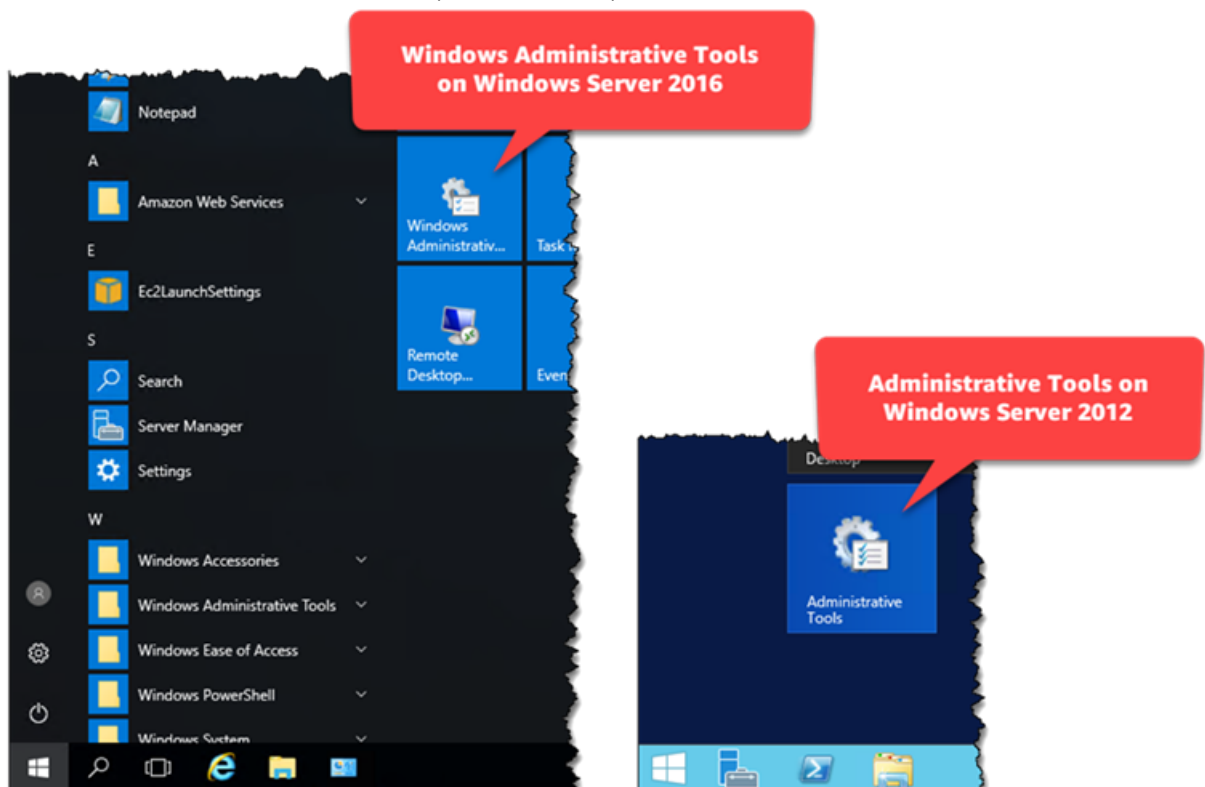 Windows Administrative Tools
on Windows Server 2016
Notepad
A
Amazon Web Services
E
Ec2LaunchSettings
S
Search
Server Manager
Settings
W
Windows Accessories
Windows Administrative Tools
Windows Ease of Access
Windows PowerShell
Windows System
Windows
Administrativ...
Task
Remote
Desktop...
Even
Administrative Tools on
Windows Server 2012
Desktop
Administrative
Tools